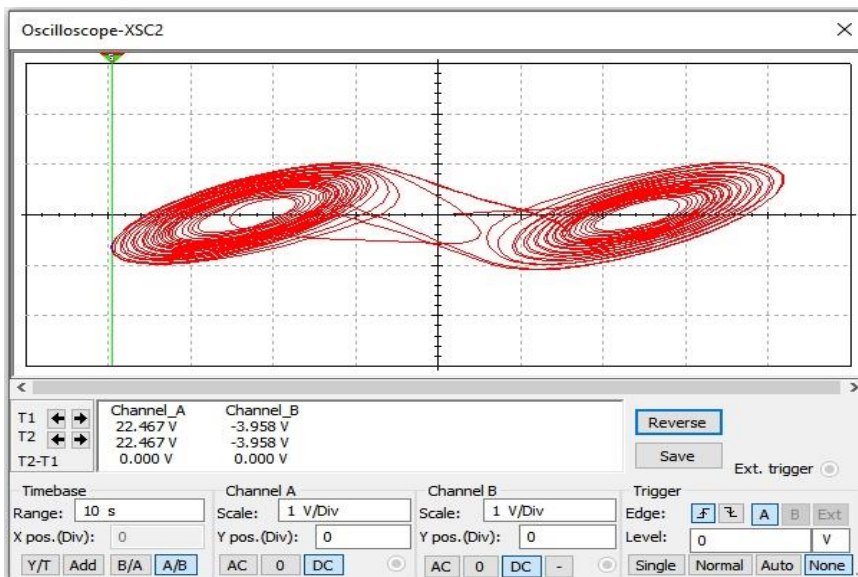 Oscilloscope-XSC2
Channel_A Channel_B
T1 22.467 V -3.958 V
T2 22.467 V -3.958 V
T2-T1 0.000 V 0.000 V
Reverse
Save
Ext. trigger
Timebase Channel A Channel B Trigger
Range: 10 s Scale: 1 V/Div Scale: 1 V/Div Edge: A B Ext
X pos.(Div): 0 Y pos.(Div): 0 Y pos.(Div): 0 Level: 0 V
Y/T Add B/A A/B AC 0 DC AC 0 DC - Single Normal Auto None